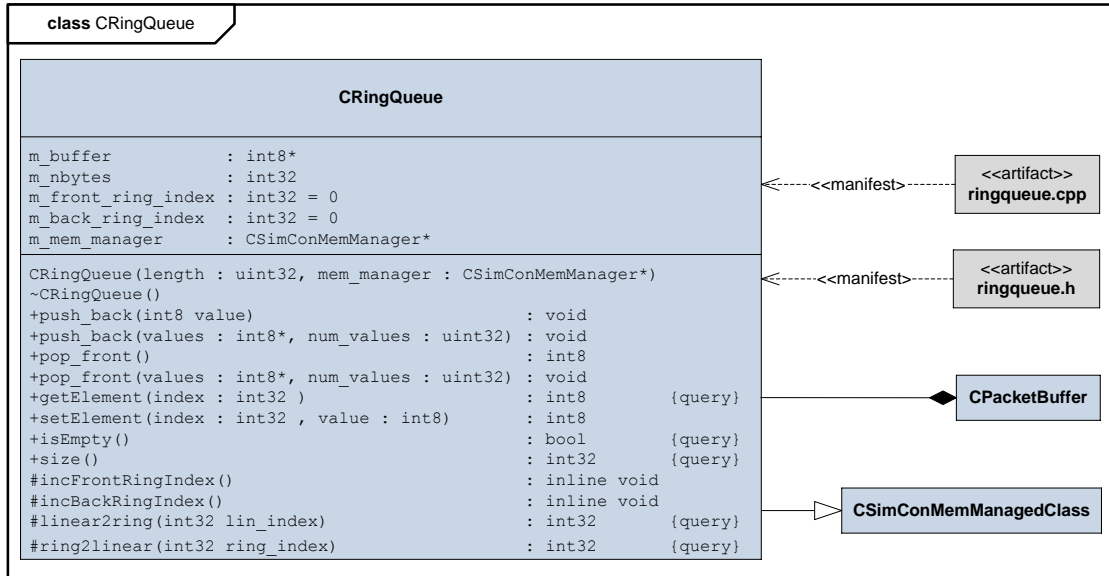 class CRingQueue
CRingQueue
m_buffer : int8*
m_nbytes : int32
m_front_ring_index : int32 = 0
m_back_ring_index : int32 = 0
m_mem_manager : CSimConMemManager*
CRingQueue(length : uint32, mem_manager : CSimConMemManager*)
~CRingQueue()
+push_back(int8 value) : void
+push_back(values : int8*, num_values : uint32) : void
+pop_front() : int8
+pop_front(values : int8*, num_values : uint32) : void
+getElement(index : int32 ) : int8 {query}
+setElement(index : int32 , value : int8) : int8
+isEmpty() : bool {query}
+size() : int32 {query}
#incFrontRingIndex() : inline void
#incBackRingIndex() : inline void
#linear2ring(int32 lin_index) : int32 {query}
#ring2linear(int32 ring_index) : int32 {query}
<<manifest>
<<artifact>>
ringqueue.cpp
<<manifest>
<<artifact>>
ringqueue.h
CPacketBuffer
CSimConMemManagedClass